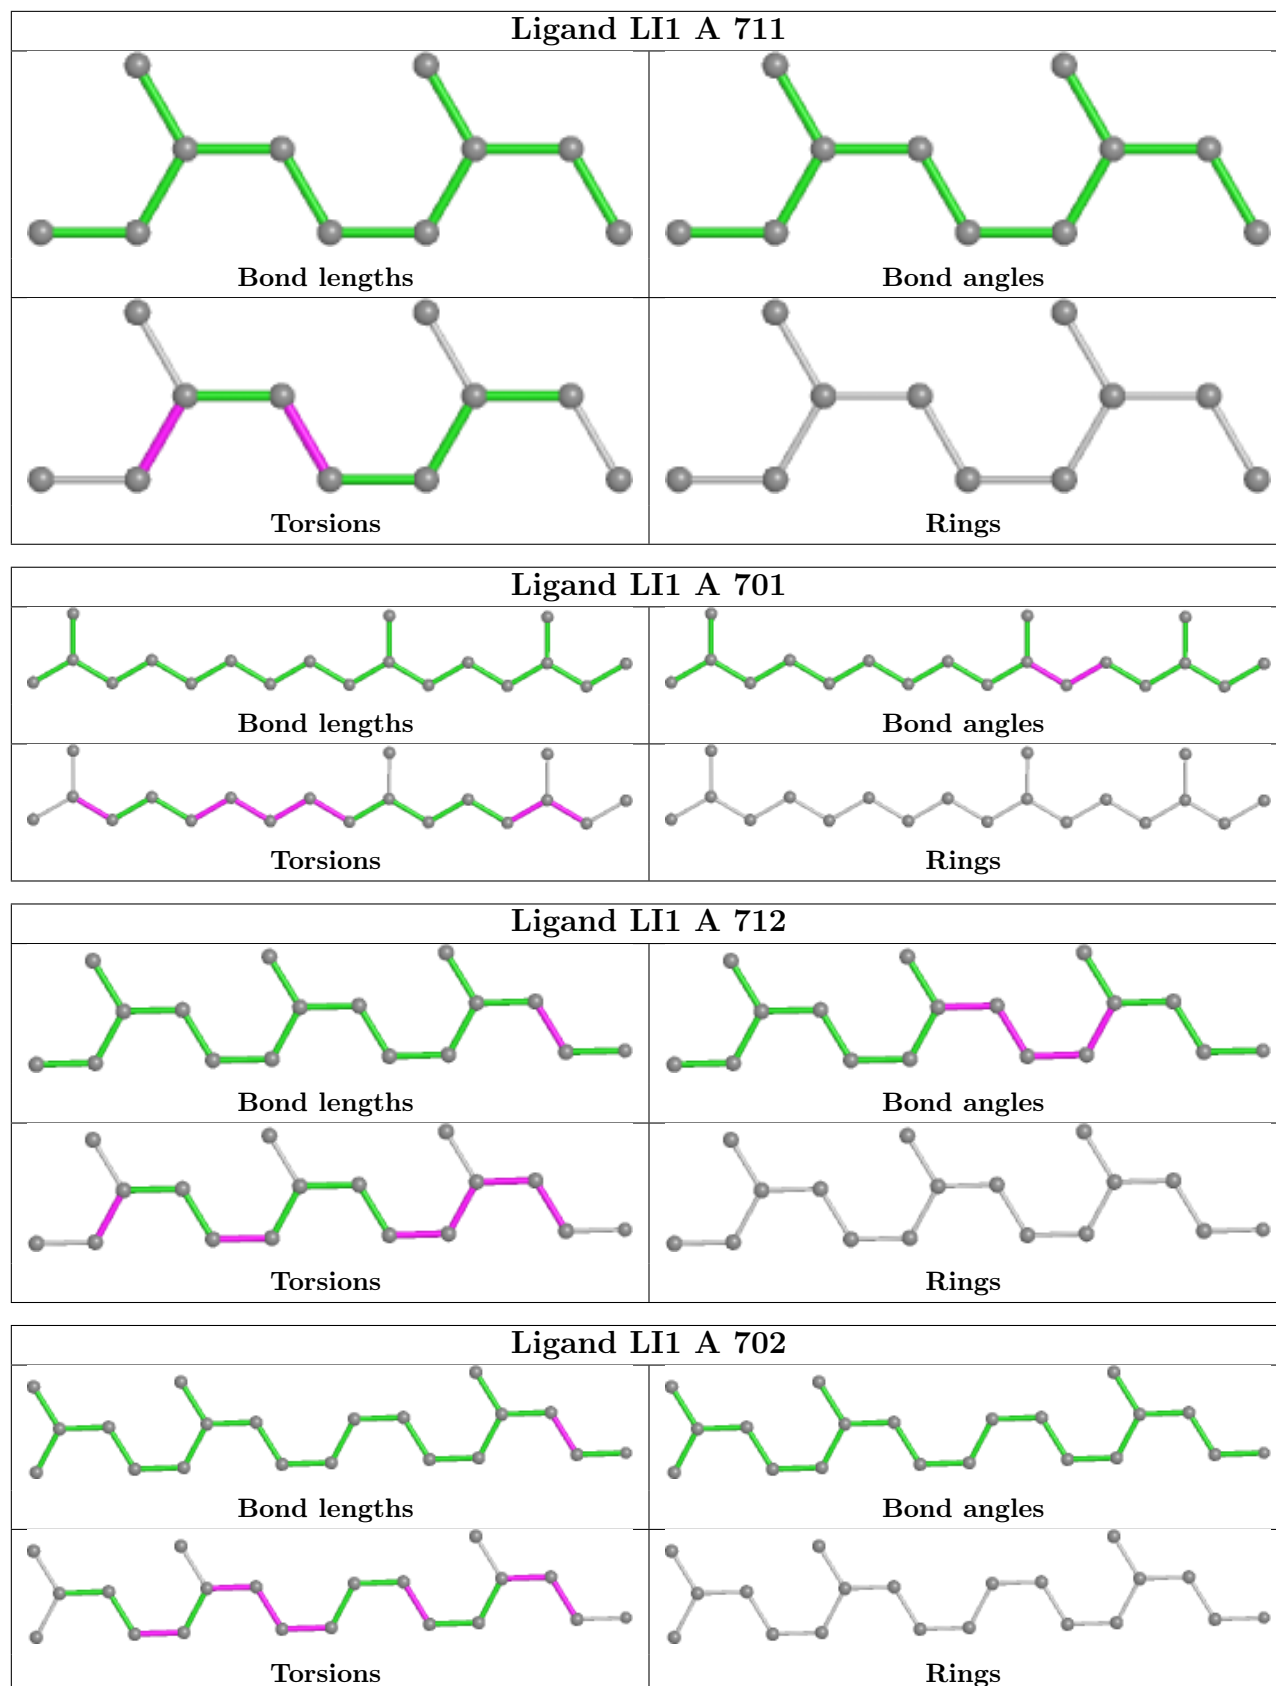 Ligand LI1 A 711
Bond lengths
Bond angles
Torsions
Rings
Ligand LI1 A 701
Bond lengths
Bond angles
Torsions
Rings
Ligand LI1 A 712
Bond lengths
Bond angles
Torsions
Rings
Ligand LI1 A 702
Bond lengths
Bond angles
Torsions
Rings